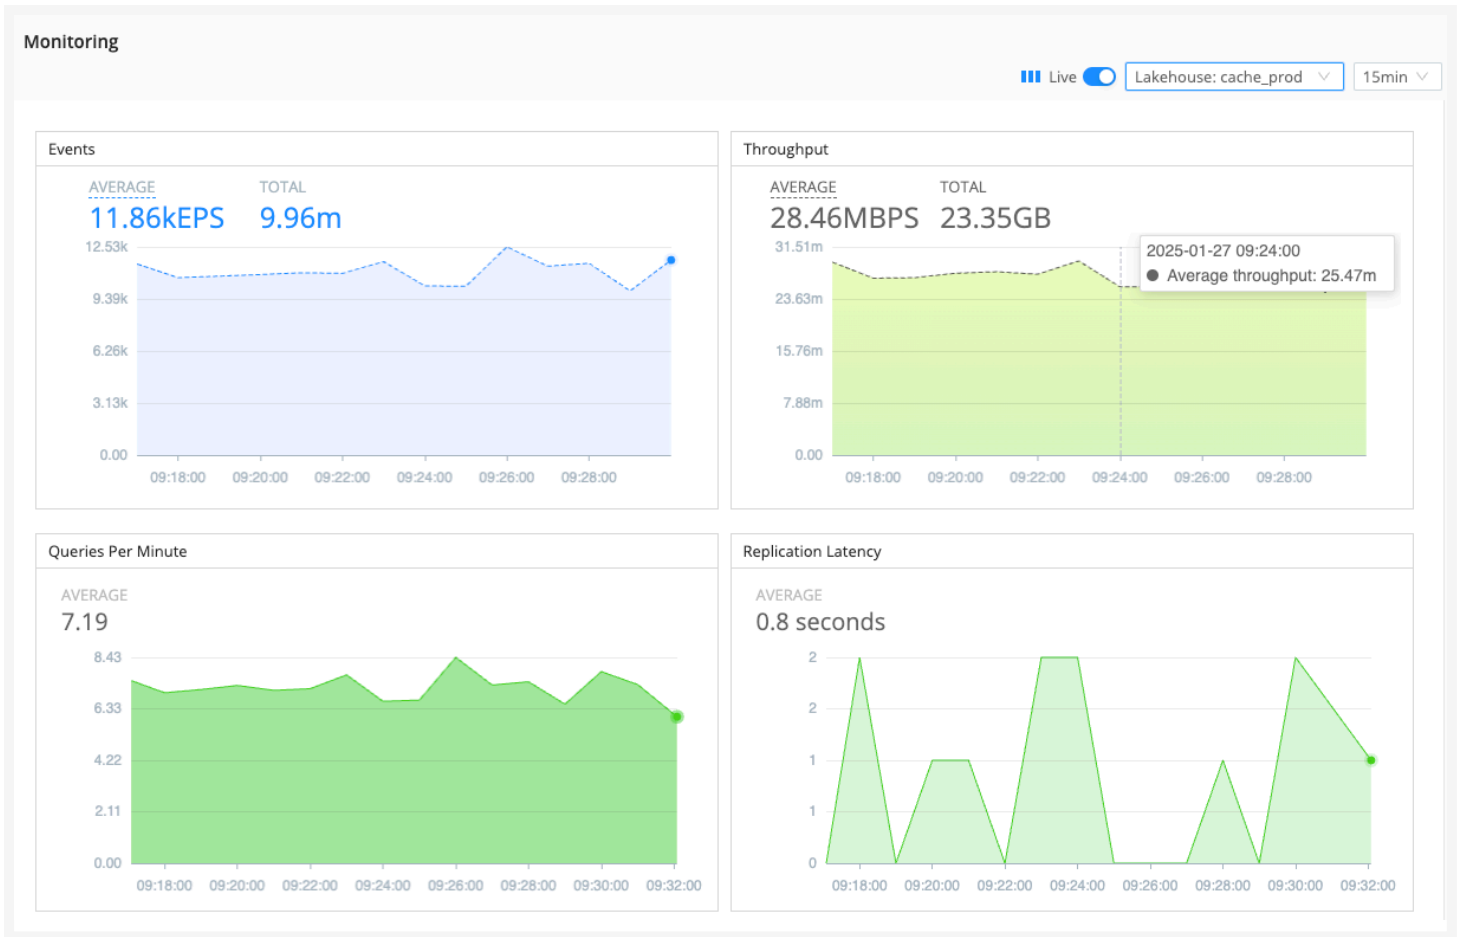 Monitoring
Live
Lakehouse: cache_prod
15min
Events
AVERAGE
TOTAL
11.86kEPS
9.96m
12.53k
9.39k
6.26k
3.13k
0.00
09:18:00 09:20:00 09:22:00 09:24:00 09:26:00 09:28:00
Throughput
AVERAGE
TOTAL
28.46MBPS
23.35GB
31.51m
23.63m
15.76m
7.88m
0.00
2025-01-27 09:24:00
Average throughput: 25.47m
09:18:00 09:20:00 09:22:00 09:24:00 09:26:00 09:28:00
Queries Per Minute
AVERAGE
7.19
8.43
6.33
4.22
2.11
0.00
09:18:00 09:20:00 09:22:00 09:24:00 09:26:00 09:28:00 09:30:00 09:32:00
Replication Latency
AVERAGE
0.8 seconds
2
2
1
1
0
09:18:00 09:20:00 09:22:00 09:24:00 09:26:00 09:28:00 09:30:00 09:32:00